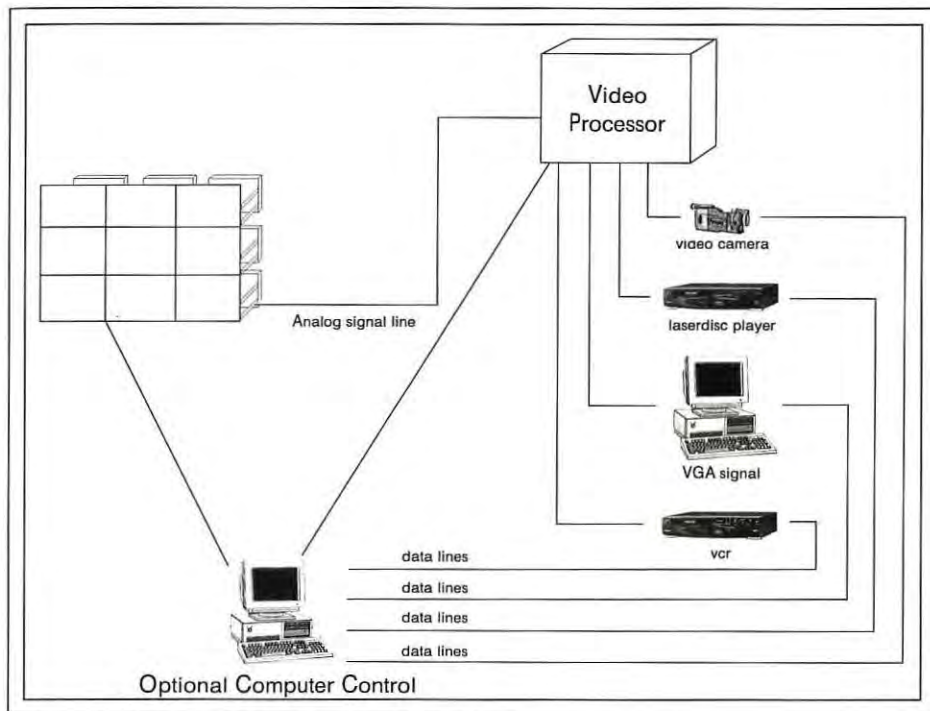 Video
Processor
video camera
Analog signal line
laserdisc player
VGA signal
vcr
data lines
data lines
data lines
data lines
Optional Computer Control